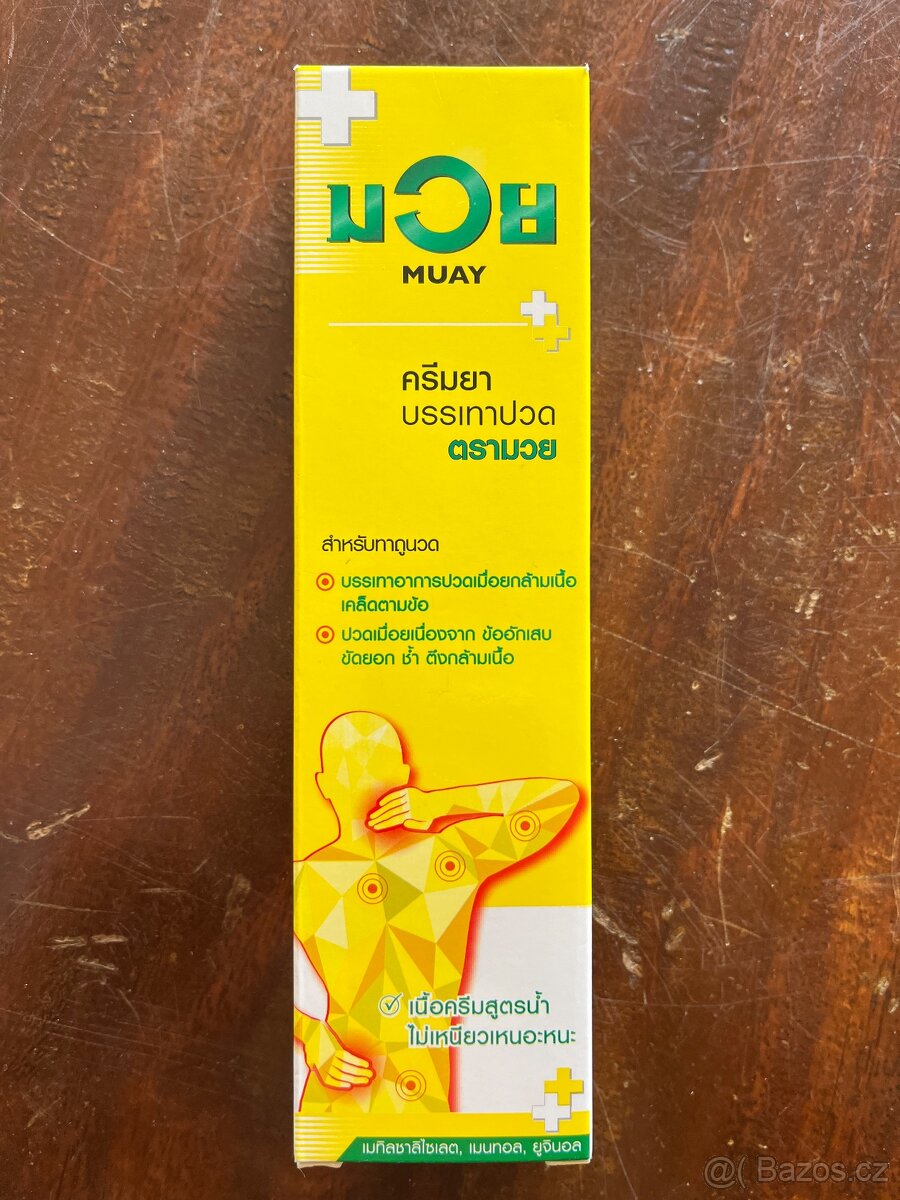 มวย
MUAY
ครีมยา
บรรเทาปวด
ตรามวย
สำหรับทาถูนวด
บรรเทาอาการปวดเมื่อยกล้ามเนื้อ
เคล็ดตามข้อ
ปวดเมื่อยเนื่องจาก ข้ออักเสบ
ขัดยอก ช้ำ ตึงกล้ามเนื้อ
เนื้อครีมสูตรน้ำ
ไม่เหนียวเหนอะหนะ
เมทิลซาลิไซเลต, เมนทอล, ยูจินอล
@( Bazos.cz